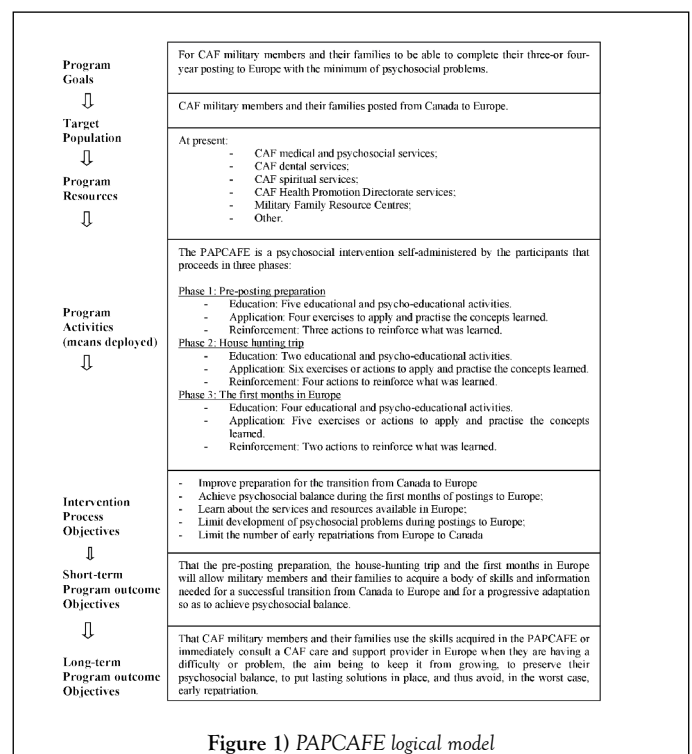 Program
Goals
For CAF military members and their families to be able to complete their three-or four-
year posting to Europe with the minimum of psychosocial problems.
Target
Population
CAF military members and their families posted from Canada to Europe.
Program
Resources
At present:
- CAF medical and psychosocial services;
- CAF dental services;
- CAF spiritual services;
- CAF Health Promotion Directorate services;
- Military Family Resource Centres;
- Other.
Program
Activities
(means deployed)
The PAPCAFE is a psychosocial intervention self-administered by the participants that
proceeds in three phases:
Phase 1: Pre-posting preparation
- Education: Five educational and psycho-educational activities.
- Application: Four exercises to apply and practise the concepts learned.
- Reinforcement: Three actions to reinforce what was learned.
Phase 2: House hunting trip
- Education: Two educational and psycho-educational activities.
- Application: Six exercises or actions to apply and practise the concepts learned.
- Reinforcement: Four actions to reinforce what was learned.
Phase 3: The first months in Europe
- Education: Four educational and psycho-educational activities.
- Application: Five exercises or actions to apply and practise the concepts
learned.
- Reinforcement: Two actions to reinforce what was learned.
Intervention
Process
Objectives
- Improve preparation for the transition from Canada to Europe
- Achieve psychosocial balance during the first months of postings to Europe;
- Learn about the services and resources available in Europe;
- Limit development of psychosocial problems during postings to Europe;
- Limit the number of early repatriations from Europe to Canada
Short-term
Program outcome
Objectives
That the pre-posting preparation, the house-hunting trip and the first months in Europe
will allow military members and their families to acquire a body of skills and information
needed for a successful transition from Canada to Europe and for a progressive adaptation
so as to achieve psychosocial balance.
Long-term
Program outcome
Objectives
That CAF military members and their families use the skills acquired in the PAPCAFE or
immediately consult a CAF care and support provider in Europe when they are having a
difficulty or problem, the aim being to keep it from growing, to preserve their
psychosocial balance, to put lasting solutions in place, and thus avoid, in the worst case,
early repatriation.
Figure 1) PAPCAFE logical model